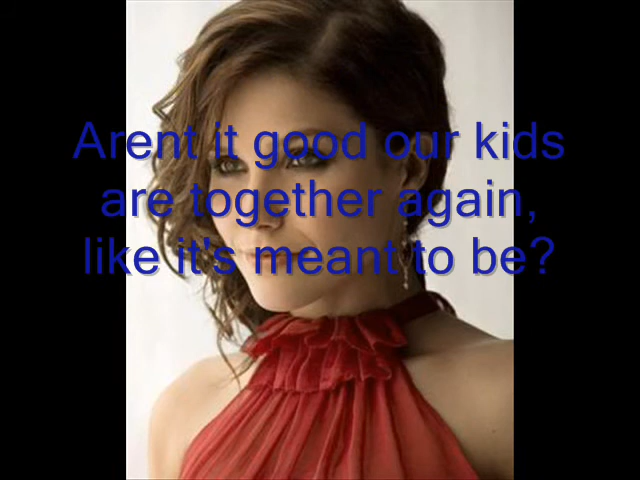 Arent it good our kids
are together again,
like it's meant to be?